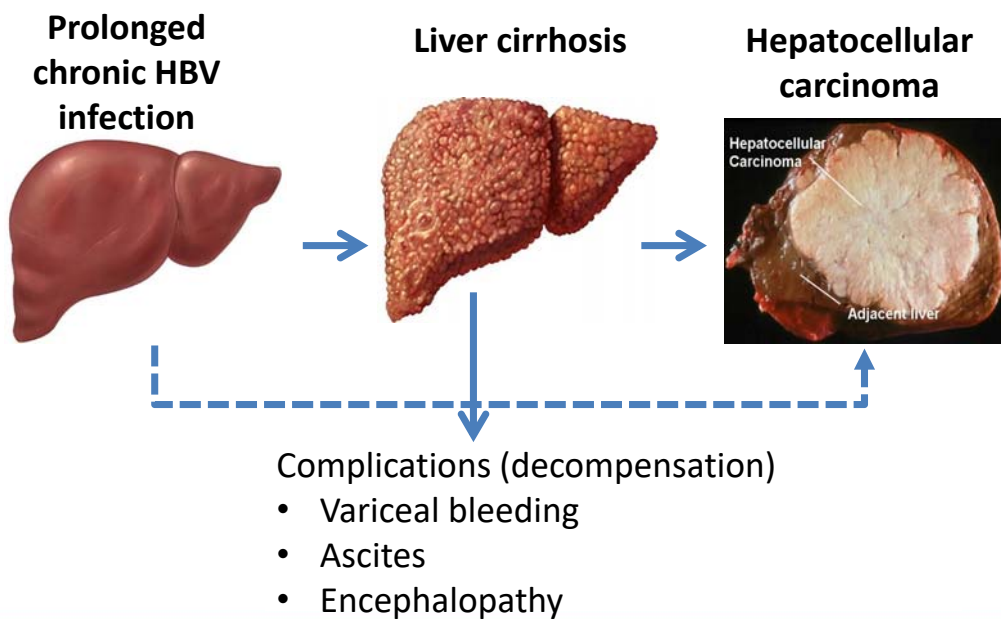 Prolonged
chronic HBV
infection
Liver cirrhosis
Hepatocellular
carcinoma
Hepatocellular
Carcinoma
Adjacent liver
Complications (decompensation)
• Variceal bleeding
• Ascites
• Encephalopathy